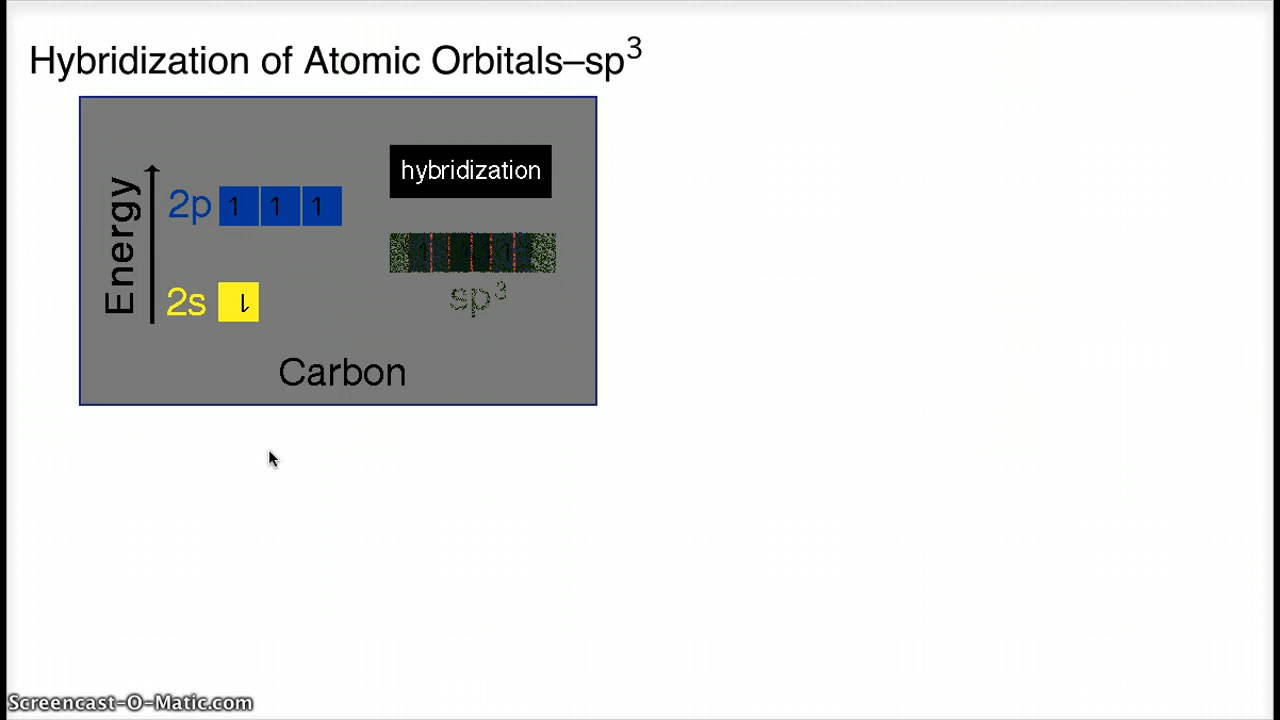 Hybridization of Atomic Orbitals–sp³
hybridization
Energy
2p 1 1 1
sp³
2s
Carbon
Screencast-O-Matic.com